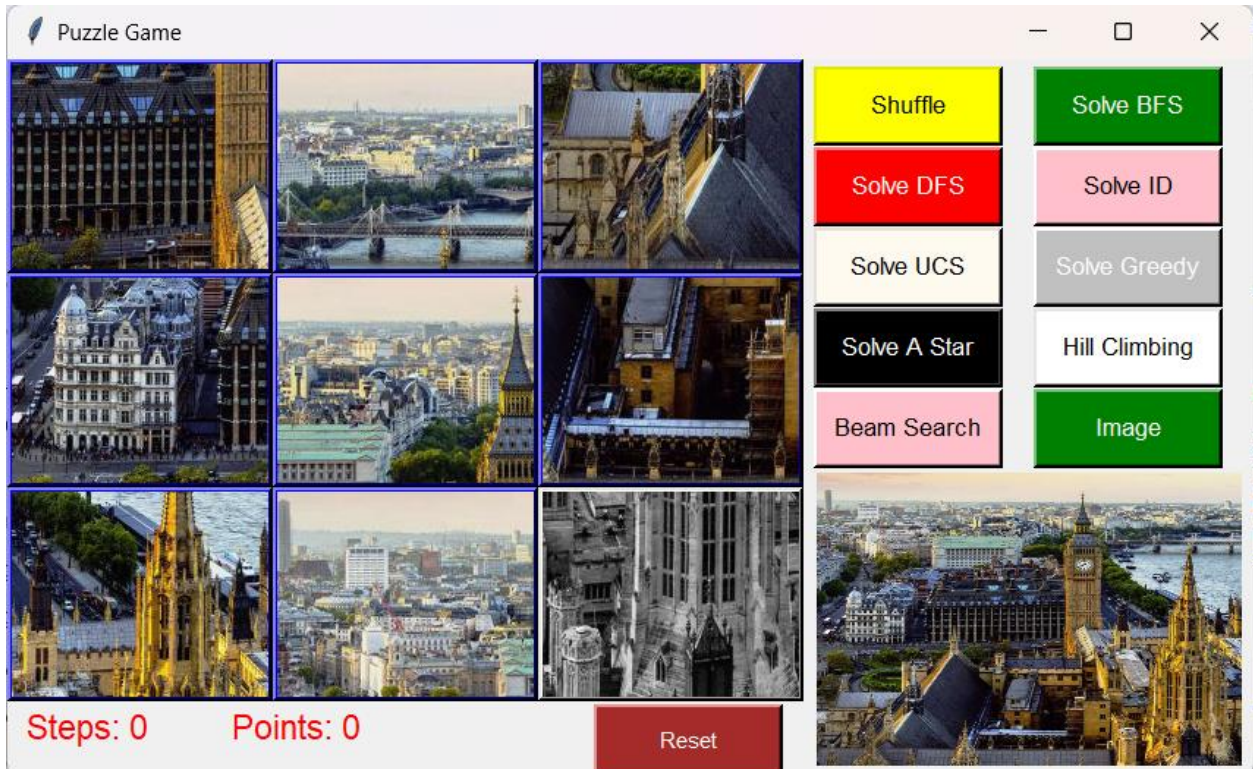 Puzzle Game
Shuffle
Solve BFS
Solve DFS
Solve ID
Solve UCS
Solve Greedy
Solve A Star
Hill Climbing
Beam Search
Image
Steps: 0
Points: 0
Reset